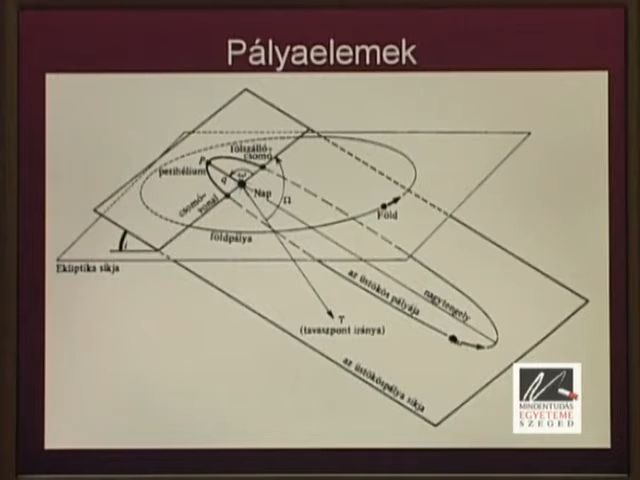 Pályaelemek
fölszálló-
csomó
P
perihélium
q
ω
Nap
Ω
csomó-
vonal
Föld
földpálya
i
Ekliptika síkja
az üstökös pályája
nagytengely
ϒ
(tavaszpont iránya)
az üstököspálya síkja
MINDENTUDÁS
EGYETEME
SZEGED